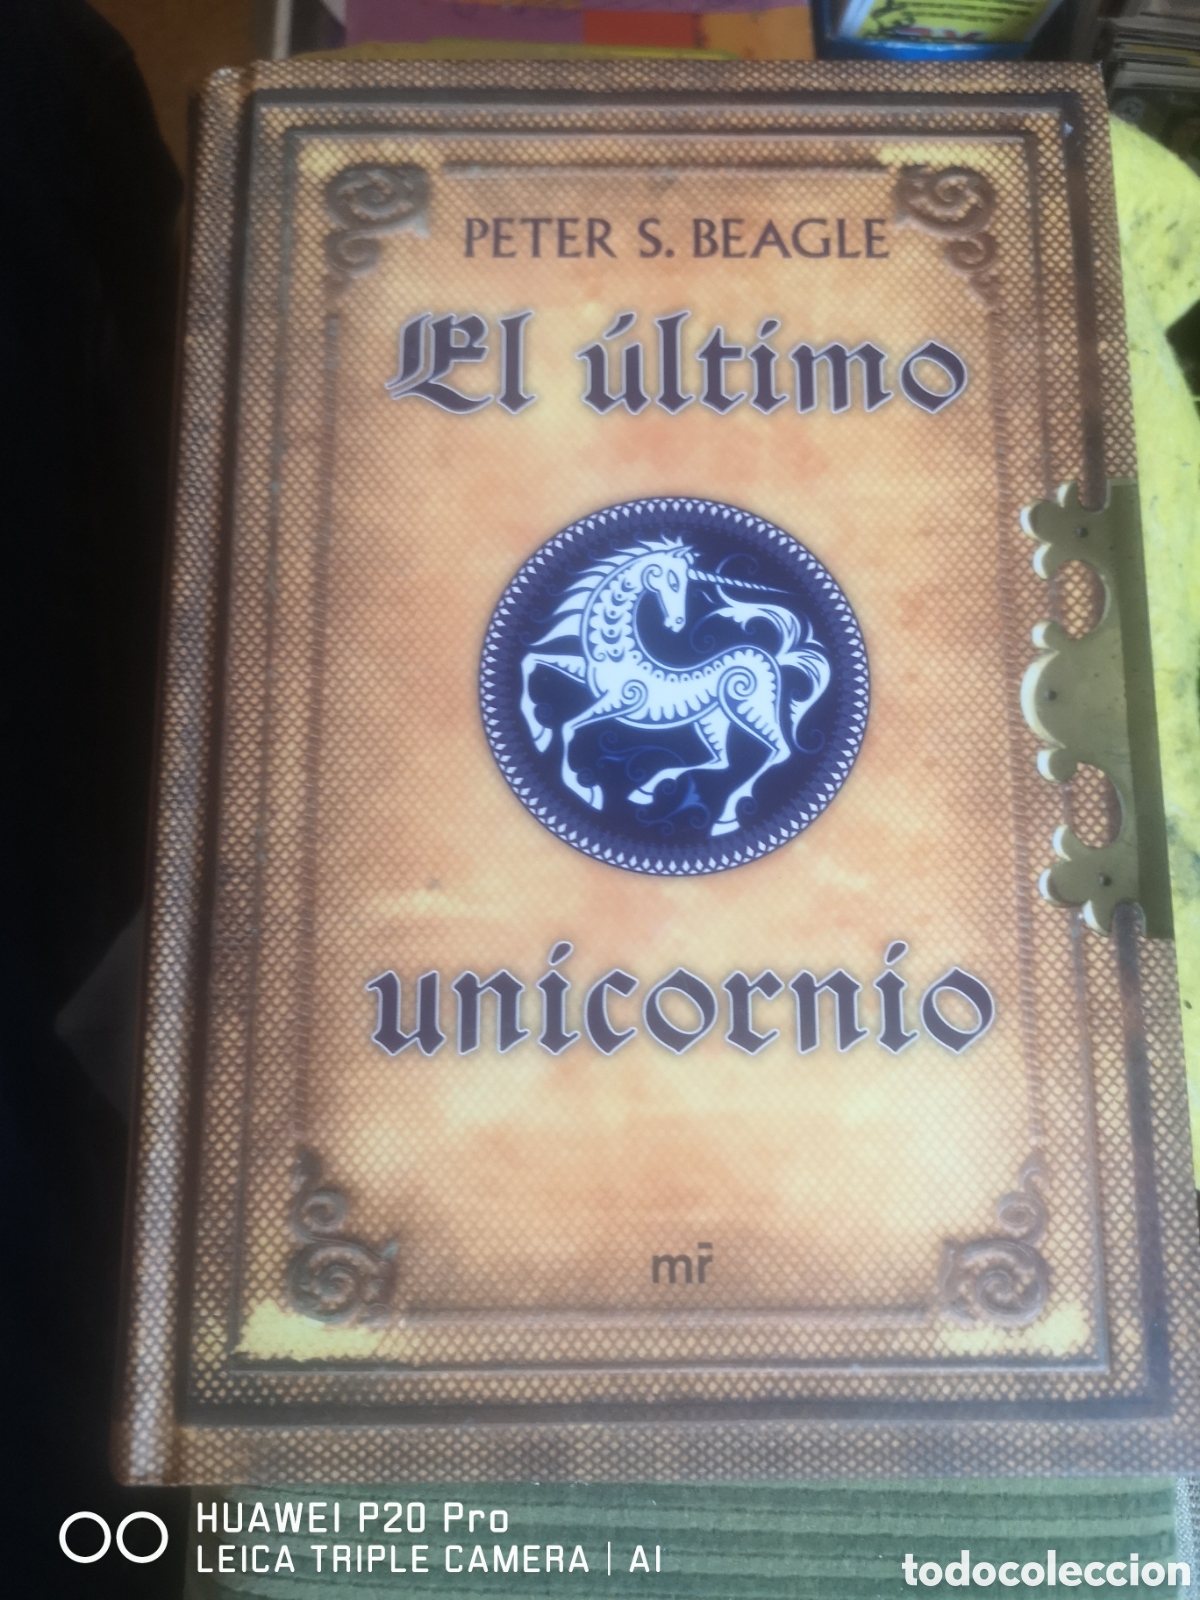 PETER S. BEAGLE
El último
unicornio
mr
HUAWEI P20 Pro
LEICA TRIPLE CAMERA | AI
todocoleccion